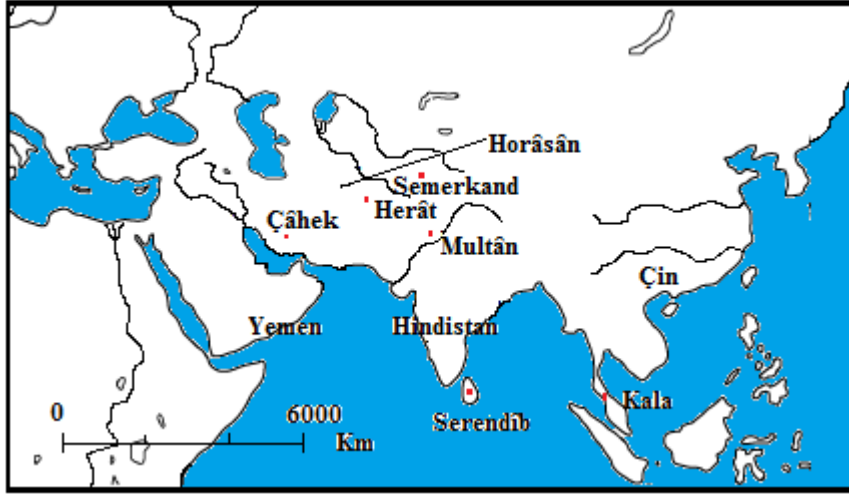 Horâsân
Semerkand
Herât
Çâhek
Multân
Çin
Yemen
Hindistan
Kala
Serendîb
0
6000
Km